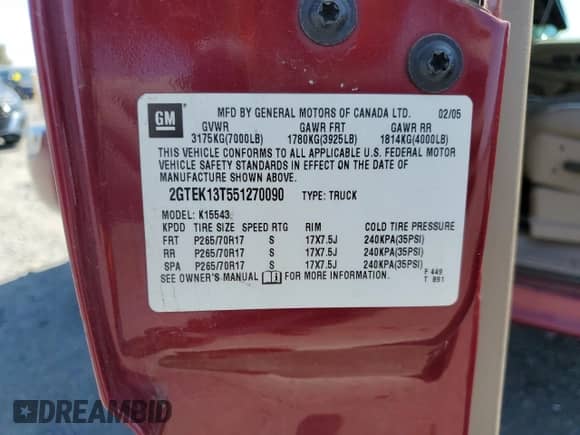 GM
MFD BY GENERAL MOTORS OF CANADA LTD. 02/05
GVWR GAWR FRT GAWR RR
3175KG(7000LB) 1780KG(3925LB) 1814KG(4000LB)
THIS VEHICLE CONFORMS TO ALL APPLICABLE U.S. FEDERAL MOTOR
VEHICLE SAFETY STANDARDS IN EFFECT ON THE DATE OF
MANUFACTURE SHOWN ABOVE.
2GTEK13T551270090 TYPE: TRUCK
MODEL: K15543
KPDD TIRE SIZE SPEED RTG RIM COLD TIRE PRESSURE
FRT P265/70R17 S 17X7.5J 240KPA(35PSI)
RR P265/70R17 S 17X7.5J 240KPA(35PSI)
SPA P265/70R17 S 17X7.5J 240KPA(35PSI)
SEE OWNER'S MANUAL FOR MORE INFORMATION.
F 449
T 891
DREAMBID